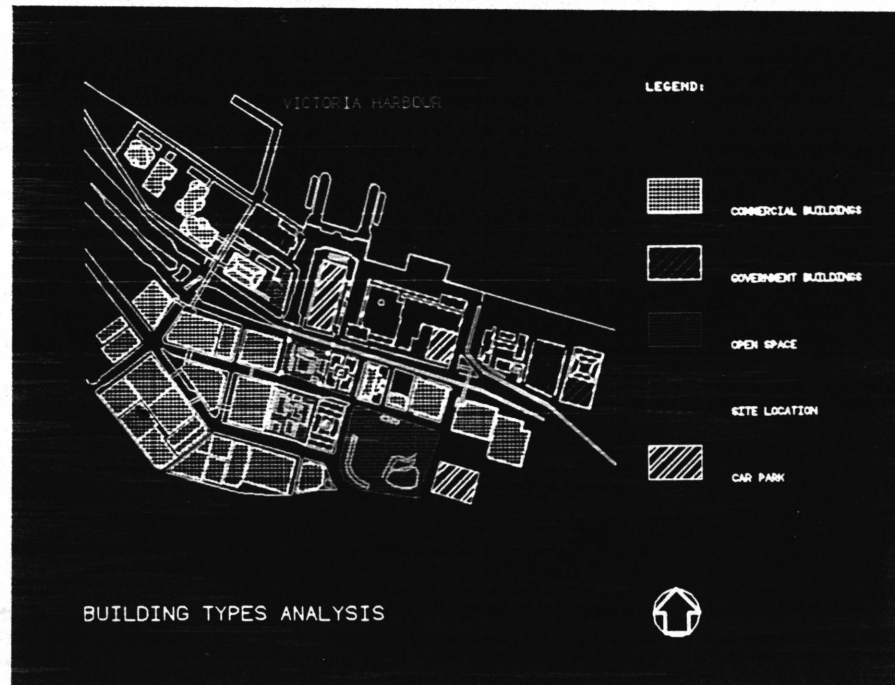 VICTORIA HARBOUR
LEGEND:
COMMERCIAL BUILDINGS
GOVERNMENT BUILDINGS
OPEN SPACE
SITE LOCATION
CAR PARK
BUILDING TYPES ANALYSIS